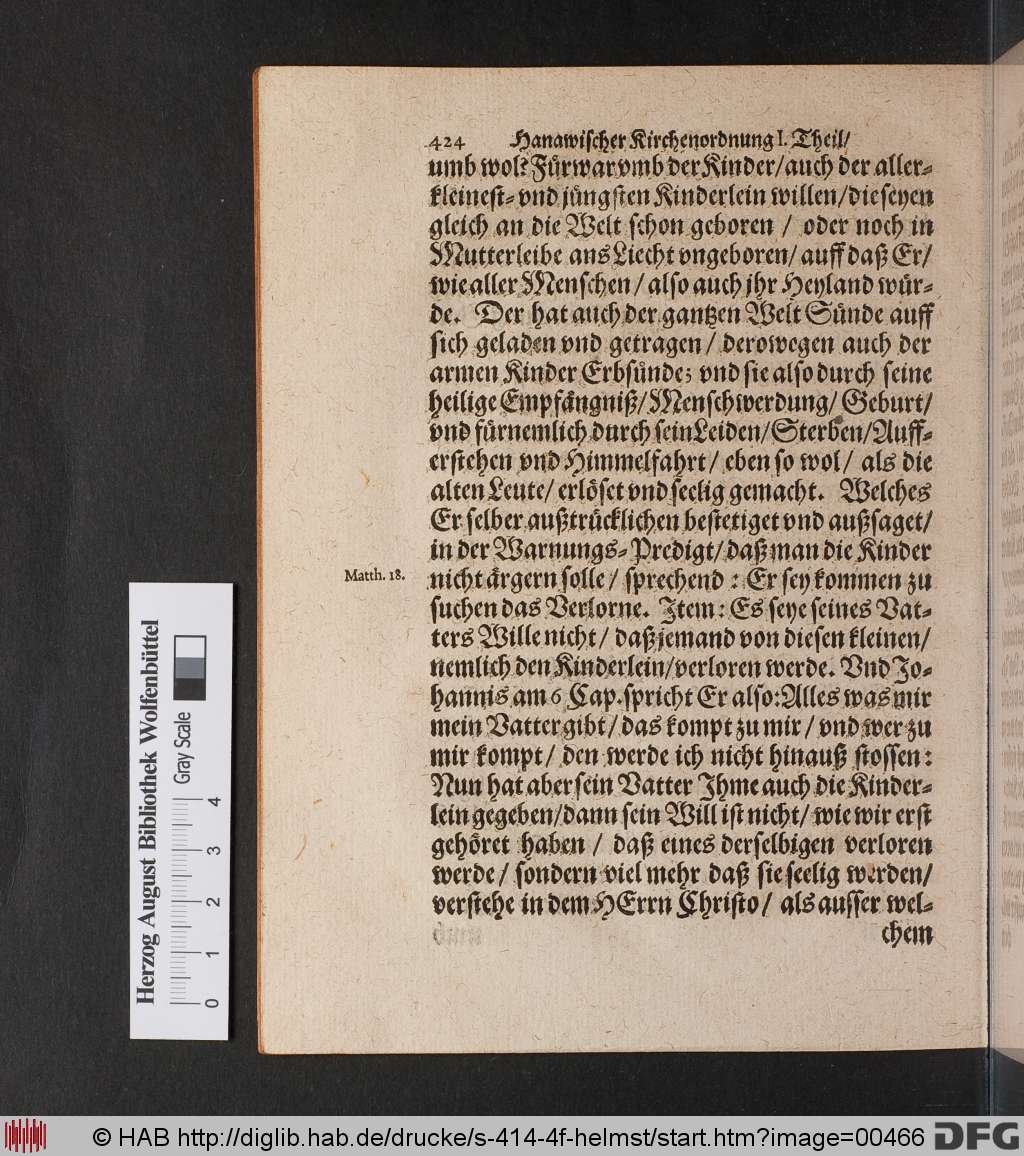 424 Hanawischer Kirchenordnung I. Theil/
umb wol? Fürwar vmb der Kinder/auch der aller-
kleinest- vnd jüngsten Kinderlein willen/die seyen
gleich an die Welt schon geboren / oder noch in
Mutterleibe ans Liecht vngeboren/ auff daß Er/
wie aller Menschen / also auch jhr Heyland wür-
de. Der hat auch der gantzen Welt Sünde auff
sich geladen vnd getragen / derowegen auch der
armen Kinder Erbsünde; vnd sie also durch seine
heilige Empfängniß/Menschwerdung/ Geburt/
vnd fürnemlich durch sein Leiden/Sterben/Auff-
erstehen vnd Himmelfahrt / eben so wol / als die
alten Leute/ erlöset vnd seelig gemacht. Welches
Er selber außtrücklichen bestetiget vnd außsaget/
in der Warnungs-Predigt/ daß man die Kinder
Matth. 18. nicht ärgern solle / sprechend : Er sey kommen zu
suchen das Verlorne. Item: Es seye seines Vat-
ters Wille nicht / daß jemand von diesen kleinen/
nemlich den Kinderlein/verloren werde. Vnd Jo-
hannis am 6 Cap. spricht Er also: Alles was mir
mein Vatter gibt/ das kompt zu mir / vnd wer zu
mir kompt/ den werde ich nicht hinauß stossen:
Nun hat aber sein Vatter Ihme auch die Kinder-
lein gegeben/dann sein Will ist nicht/ wie wir erst
gehöret haben / daß eines derselbigen verloren
werde / sondern viel mehr daß sie seelig werden/
verstehe in dem HErrn Christo / als ausser wel-
chem
Herzog August Bibliothek Wolfenbüttel
Gray Scale
0 1 2 3 4
© HAB http://diglib.hab.de/drucke/s-414-4f-helmst/start.htm?image=00466 DFG